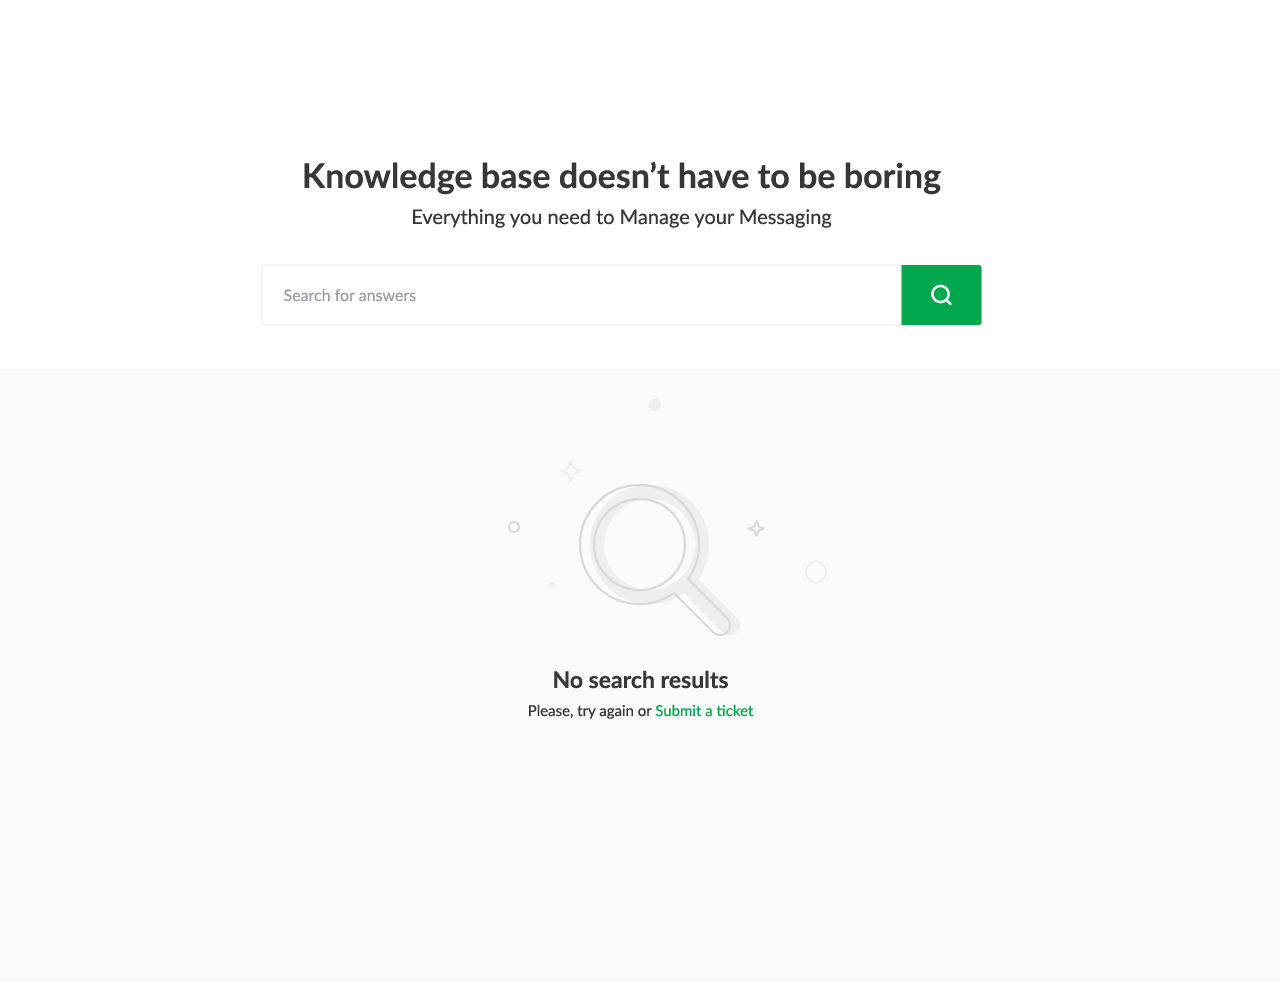 Knowledge base doesn’t have to be boring
Everything you need to Manage your Messaging
Search for answers
No search results
Please, try again or Submit a ticket